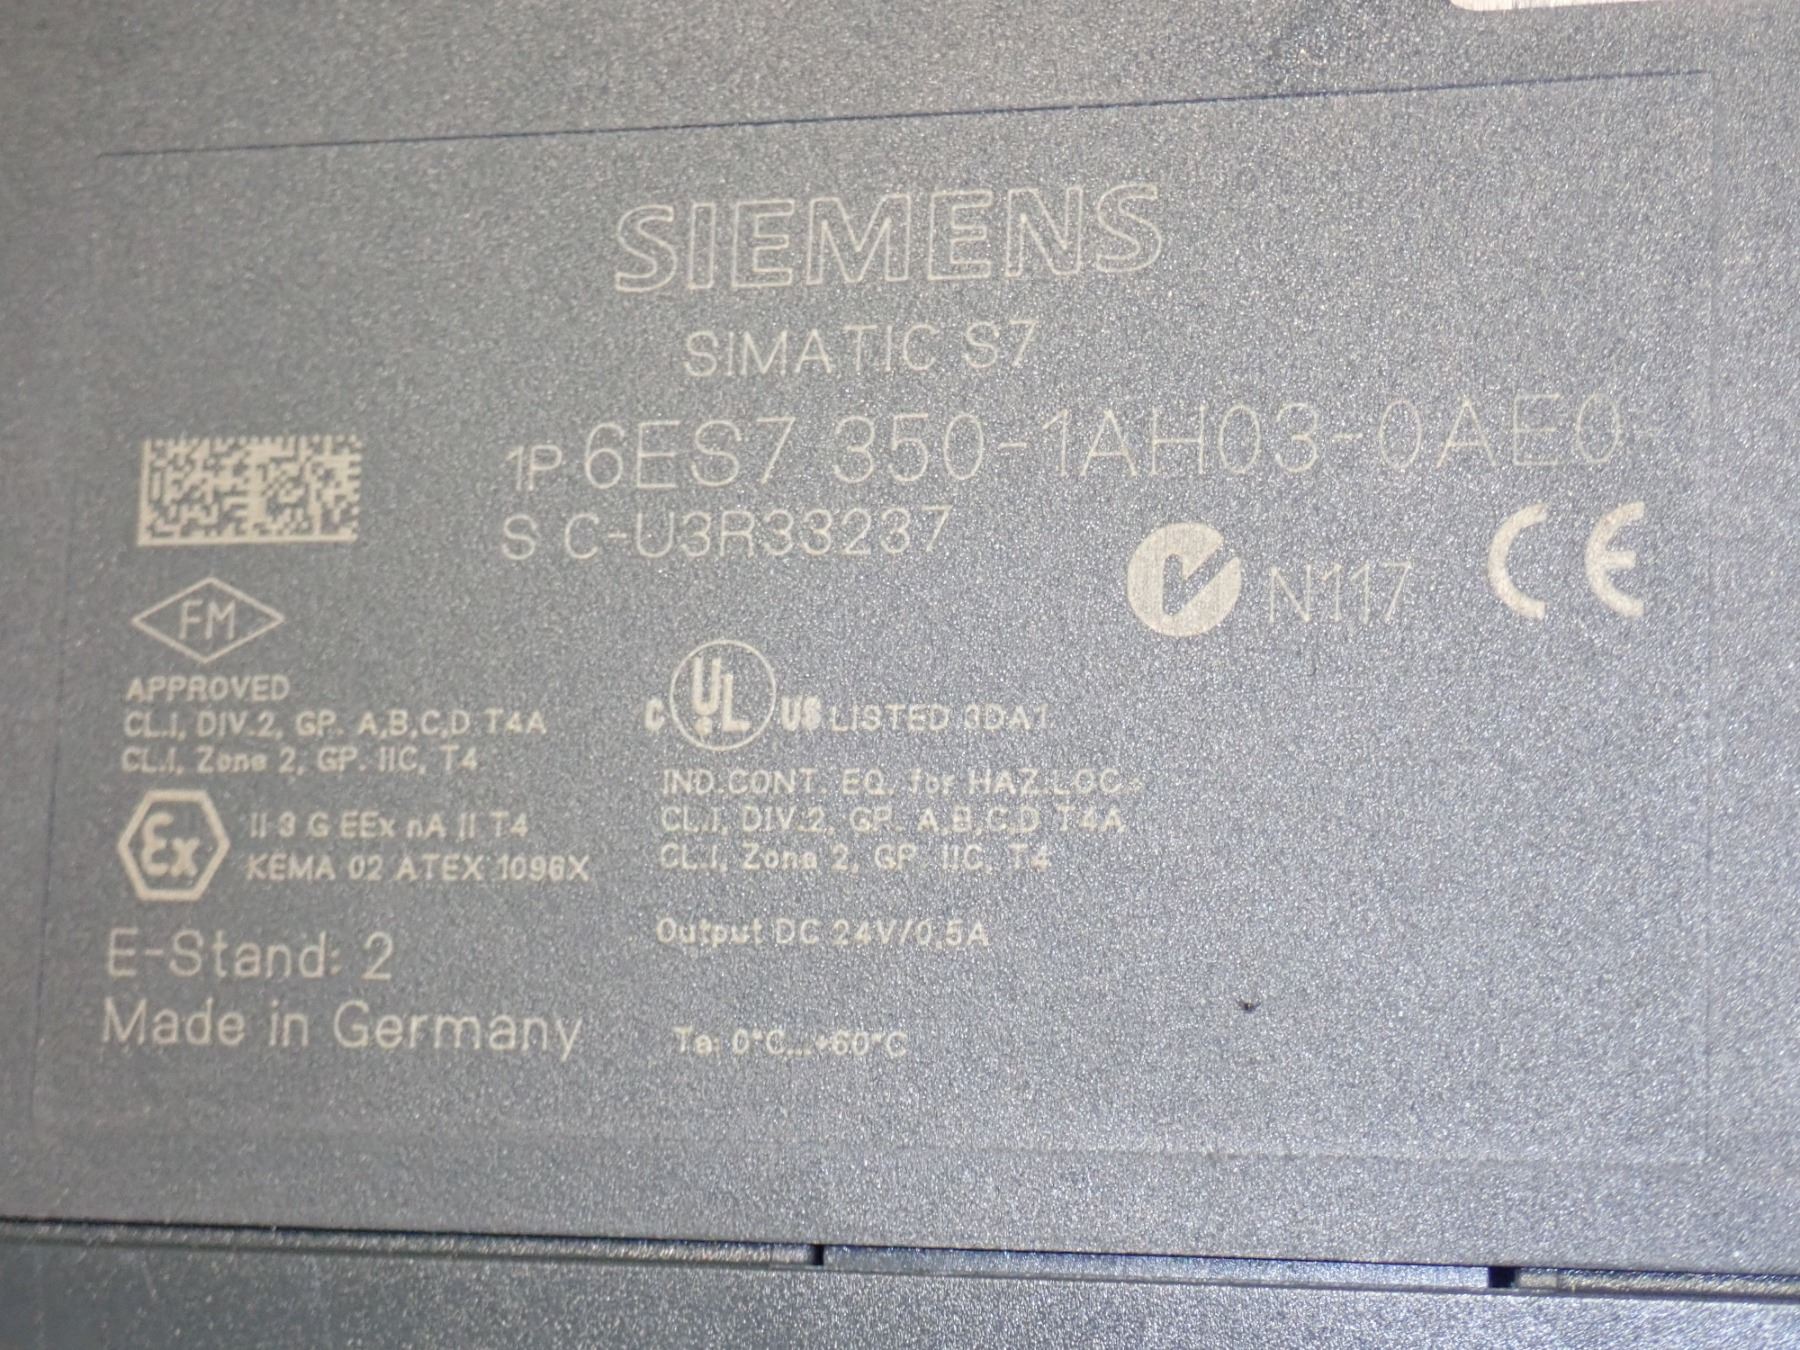 SIEMENS
SIMATIC S7
1P 6ES7 350-1AH03-0AE0
S C-U3R33237
N117
CE
FM
APPROVED
CL.I, DIV.2, GP. A,B,C,D T4A
CL.I, Zone 2, GP. IIC, T4
Ex II 3 G EEx nA II T4
KEMA 02 ATEX 1096X
E-Stand: 2
Made in Germany
C UL US LISTED 3DA1
IND.CONT. EQ. for HAZ.LOC.
CL.I, DIV.2, GP. A,B,C,D T4A
CL.I, Zone 2, GP. IIC, T4
Output DC 24V/0,5A
Ta: 0°C...+60°C